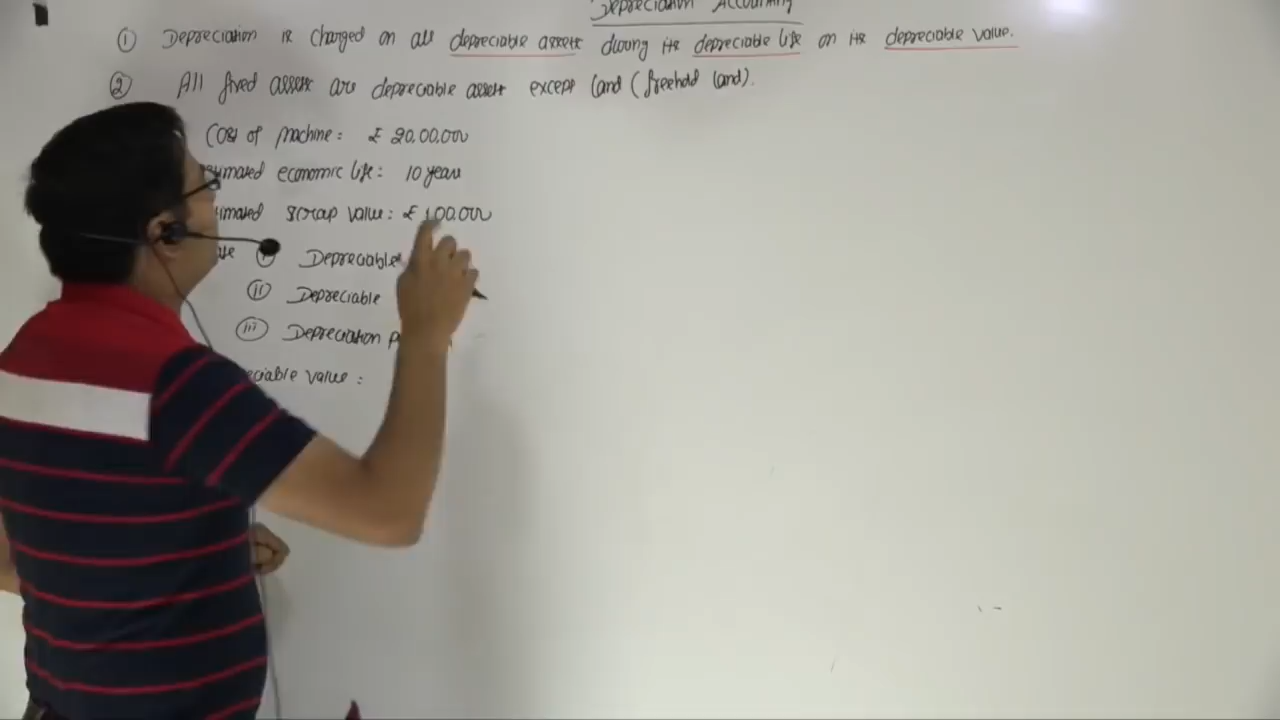 Depreciation Accounting
① Depreciation is charged on all depreciable assets during its depreciable life on its depreciable value.
② All fixed assets are depreciable assets except land (freehold land).
Cost of Machine: ₤ 20,00,000
economic life: 10 years
scrap value: ₤ 100,000
① Depreciable
ⅱ Depreciable
ⅲ Depreciation
value: